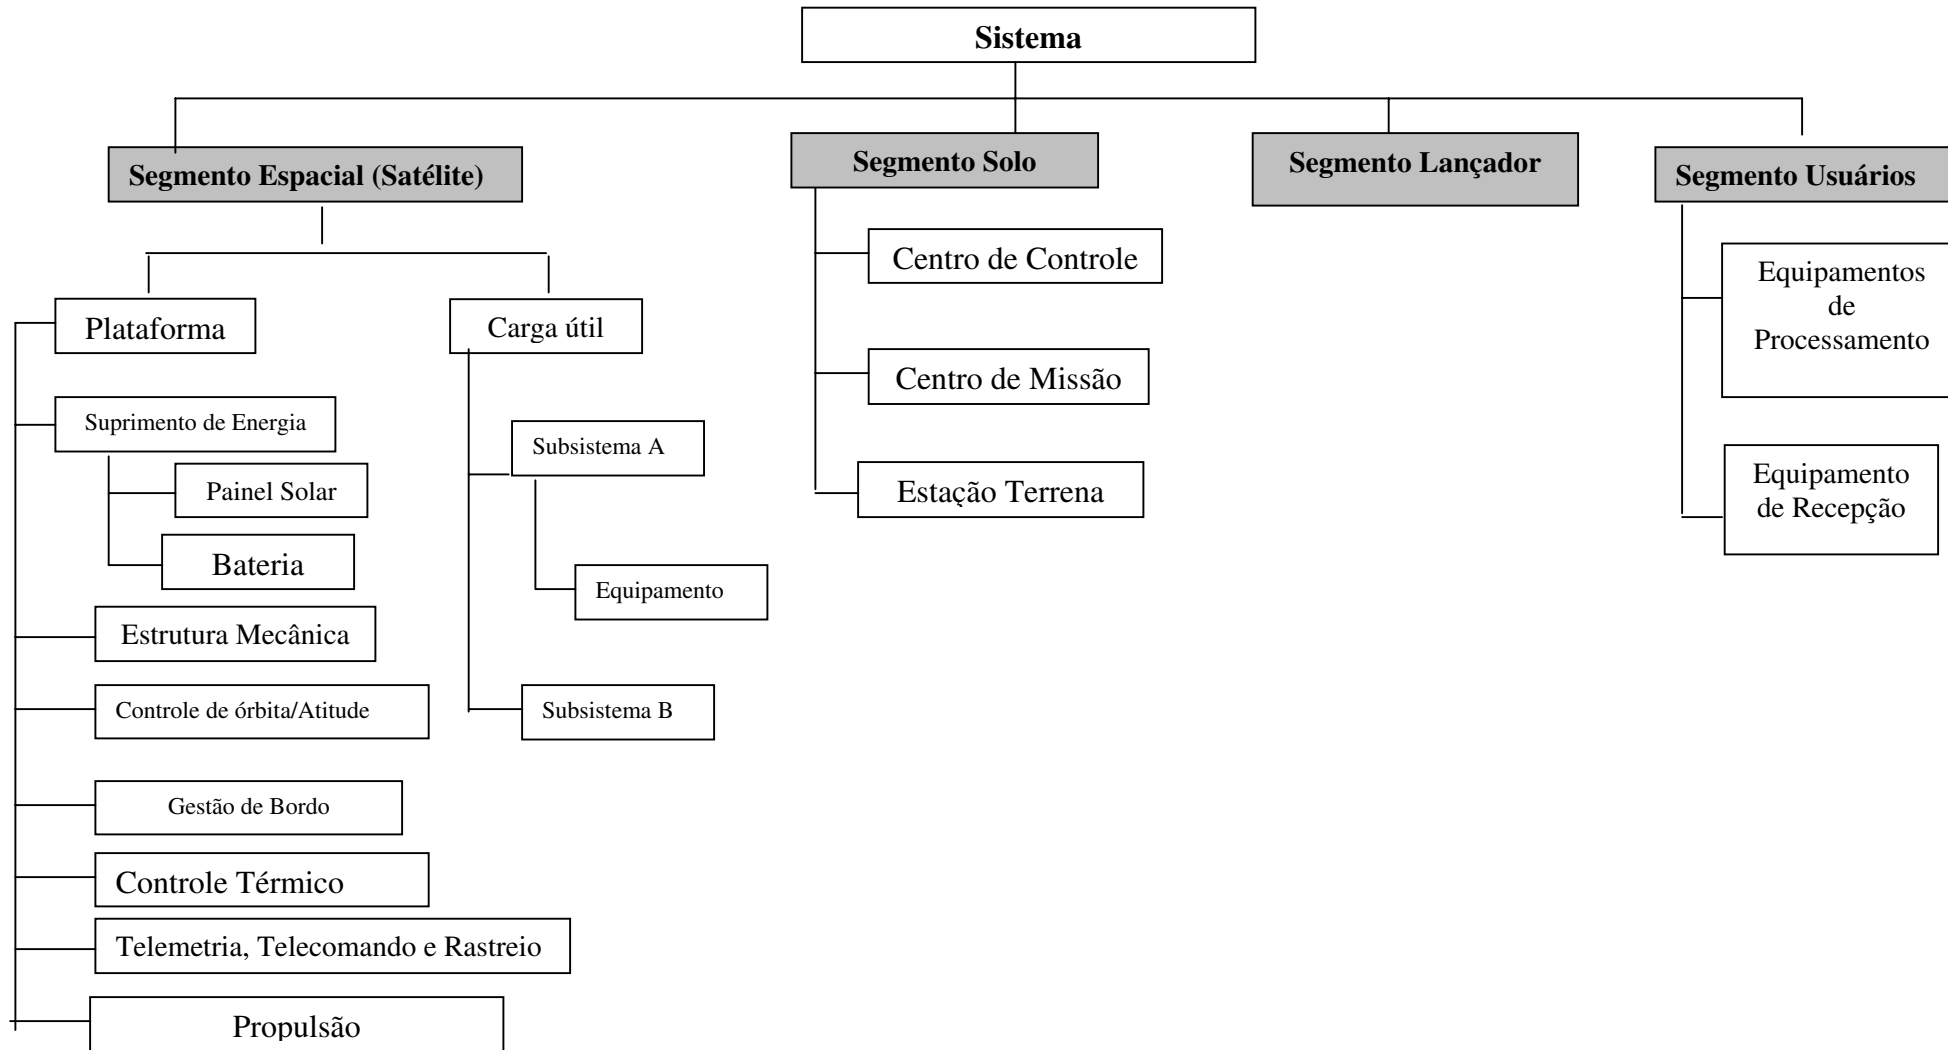 Sistema
Segmento Espacial (Satélite)
Segmento Solo
Segmento Lançador
Segmento Usuários
Plataforma
Suprimento de Energia
Painel Solar
Bateria
Estrutura Mecânica
Controle de órbita/Atitude
Gestão de Bordo
Controle Térmico
Telemetria, Telecomando e Rastreio
Propulsão
Carga útil
Subsistema A
Equipamento
Subsistema B
Centro de Controle
Centro de Missão
Estação Terrena
Equipamentos
de
Processamento
Equipamento
de Recepção